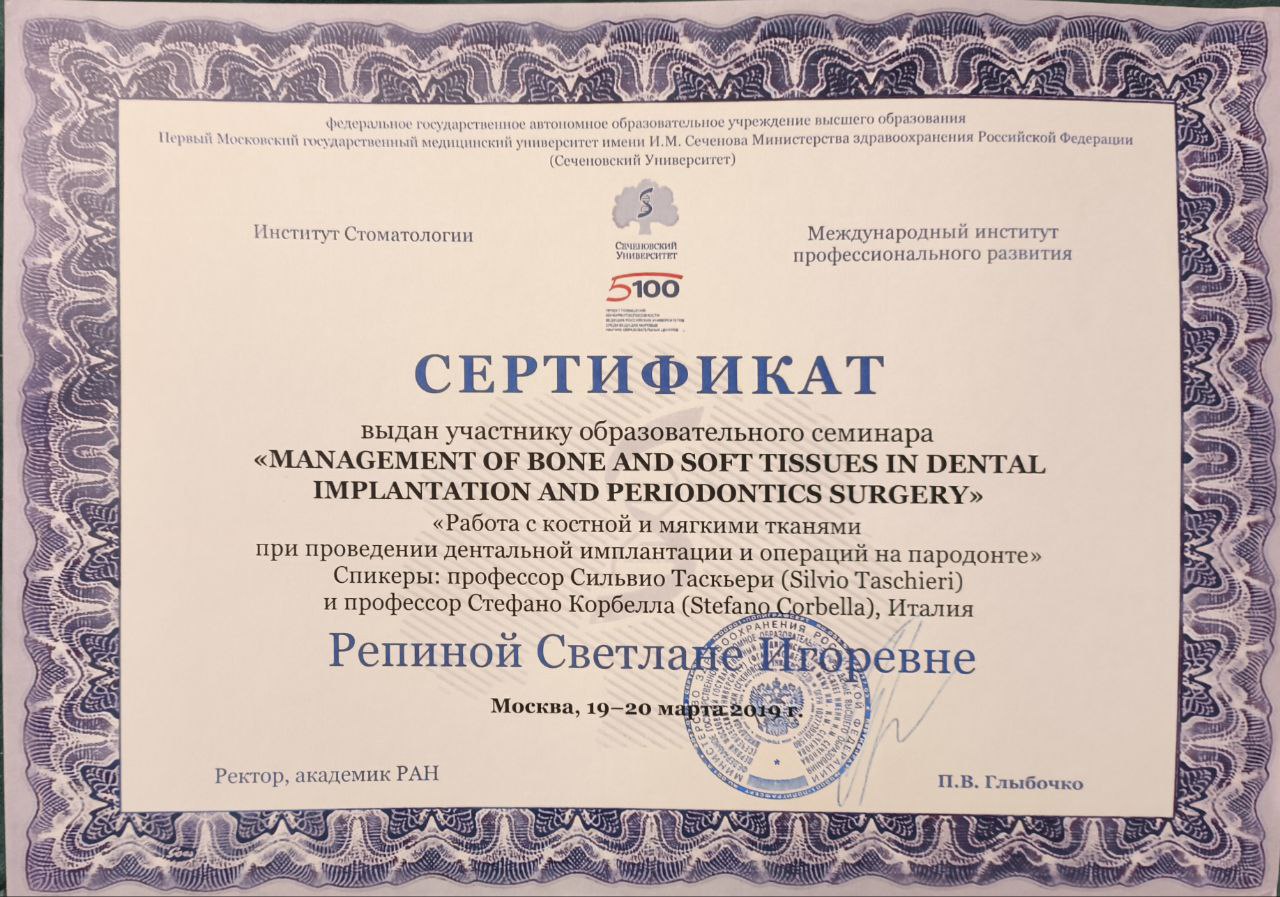 федеральное государственное автономное образовательное учреждение высшего образования
Первый Московский государственный медицинский университет имени И.М. Сеченова Министерства здравоохранения Российской Федерации
(Сеченовский Университет)
Институт Стоматологии
Сеченовский
Университет
Международный институт
профессионального развития
5100
СЕРТИФИКАТ
выдан участнику образовательного семинара
«MANAGEMENT OF BONE AND SOFT TISSUES IN DENTAL
IMPLANTATION AND PERIODONTICS SURGERY»
«Работа с костной и мягкими тканями
при проведении дентальной имплантации и операций на пародонте»
Спикеры: профессор Сильвио Таскьери (Silvio Taschieri)
и профессор Стефано Корбелла (Stefano Corbella), Италия
Репиной Светлане Игоревне
Москва, 19–20 марта 2019 г.
Ректор, академик РАН
П.В. Глыбочко